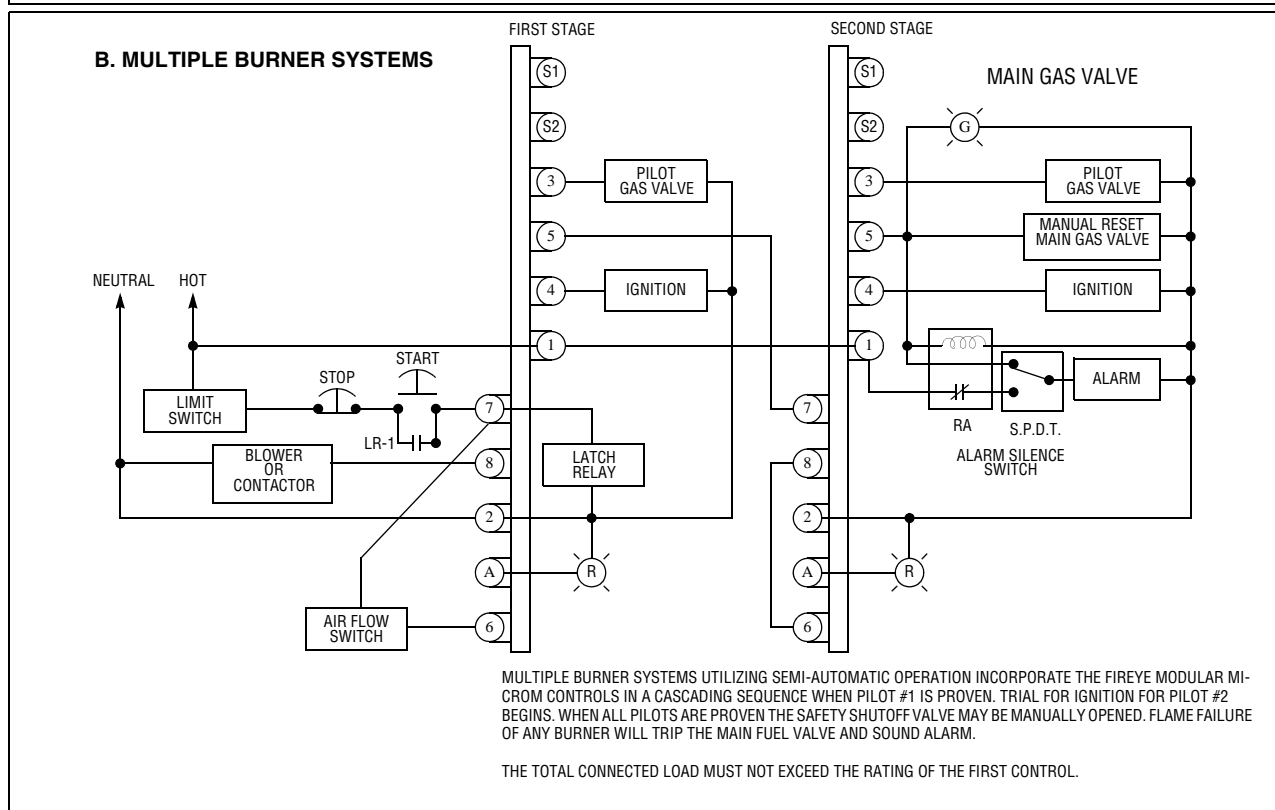 B. MULTIPLE BURNER SYSTEMS
FIRST STAGE
S1
S2
3
PILOT
GAS VALVE
5
4
IGNITION
1
NEUTRAL
HOT
LIMIT
SWITCH
STOP
START
LR-1
7
BLOWER
OR
CONTACTOR
8
LATCH
RELAY
2
A
R
AIR FLOW
SWITCH
6
SECOND STAGE
MAIN GAS VALVE
S1
S2
G
3
PILOT
GAS VALVE
5
MANUAL RESET
MAIN GAS VALVE
4
IGNITION
1
ALARM
RA
S.P.D.T.
ALARM SILENCE
SWITCH
7
8
2
A
R
6
MULTIPLE BURNER SYSTEMS UTILIZING SEMI-AUTOMATIC OPERATION INCORPORATE THE FIREYE MODULAR MI-
CROM CONTROLS IN A CASCADING SEQUENCE WHEN PILOT #1 IS PROVEN. TRIAL FOR IGNITION FOR PILOT #2
BEGINS. WHEN ALL PILOTS ARE PROVEN THE SAFETY SHUTOFF VALVE MAY BE MANUALLY OPENED. FLAME FAILURE
OF ANY BURNER WILL TRIP THE MAIN FUEL VALVE AND SOUND ALARM.
THE TOTAL CONNECTED LOAD MUST NOT EXCEED THE RATING OF THE FIRST CONTROL.